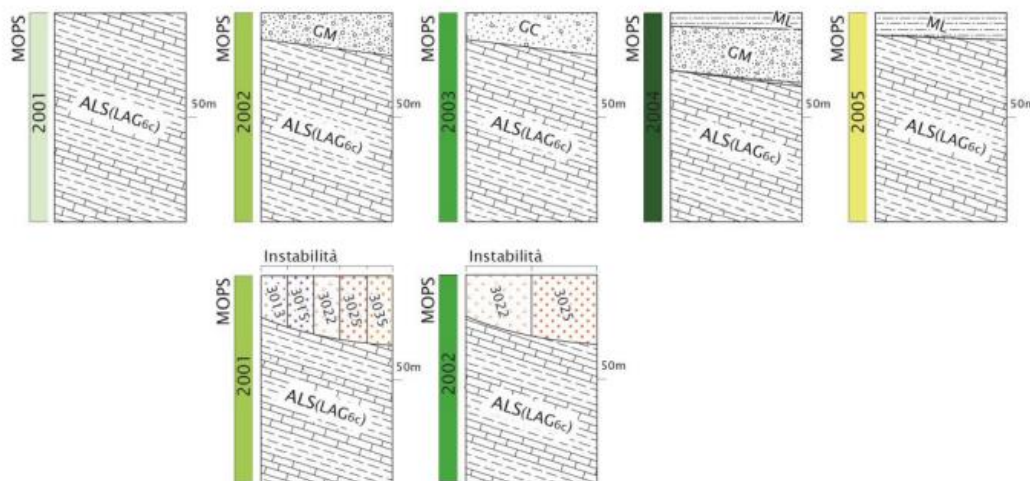 MOPS
2001
ALS(LAG6c)
50m
MOPS
2002
GM
ALS(LAG6c)
50m
MOPS
2003
GC
ALS(LAG6c)
50m
MOPS
2004
ML
GM
ALS(LAG6c)
50m
MOPS
2005
ML
ALS(LAG6c)
Instabilità
MOPS
2001
3013
3015
3022
3025
3035
ALS(LAG6c)
50m
Instabilità
MOPS
2002
3022
3025
ALS(LAG6c)
50m